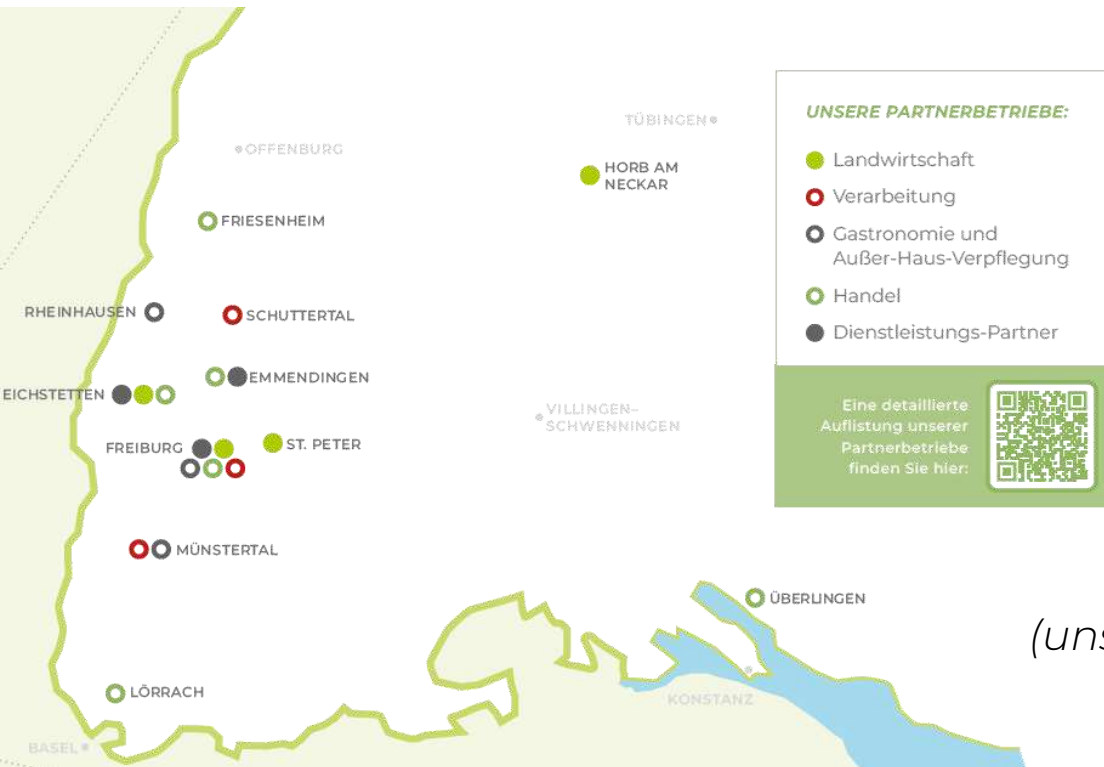 TÜBINGEN
OFFENBURG
HORB AM
NECKAR
FRIESENHEIM
RHEINHAUSEN
SCHUTTERTAL
EMMENDINGEN
EICHSTETTEN
VILLINGEN–
SCHWENNINGEN
FREIBURG
ST. PETER
MÜNSTERTAL
ÜBERLINGEN
LÖRRACH
KONSTANZ
BASEL
UNSERE PARTNERBETRIEBE:
Landwirtschaft
Verarbeitung
Gastronomie und
Außer-Haus-Verpflegung
Handel
Dienstleistungs-Partner
Eine detaillierte
Auflistung unserer
Partnerbetriebe
finden Sie hier:
(uns